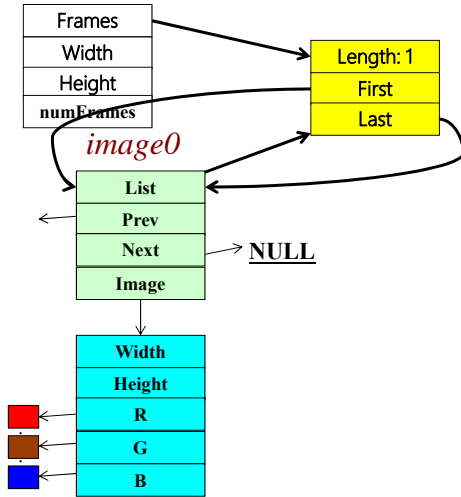 Frames
Width
Height
numFrames
Length: 1
First
Last
image0
List
Prev
Next
Image
NULL
Width
Height
R
G
B